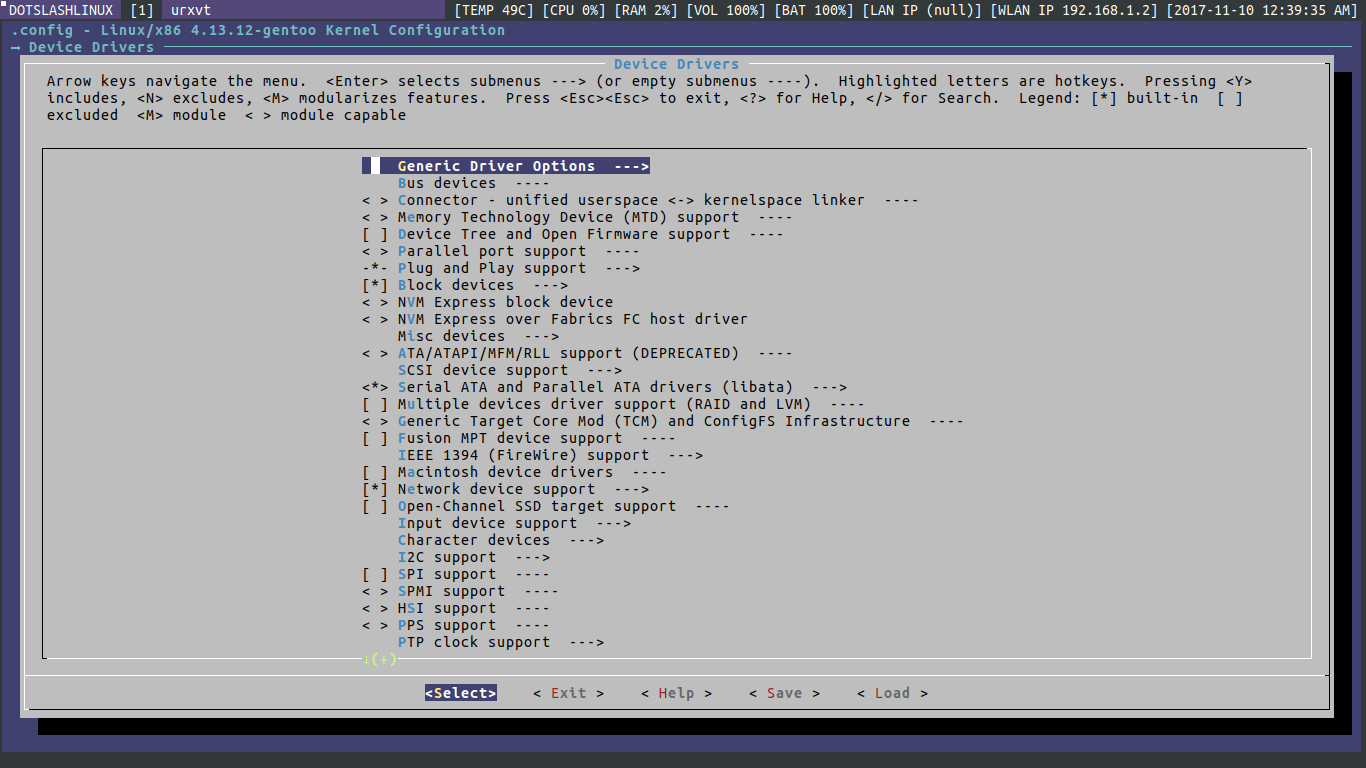 DOTSLASHLINUX [1] urxvt [TEMP 49C] [CPU 0%] [RAM 2%] [VOL 100%] [BAT 100%] [LAN IP (null)] [WLAN IP 192.168.1.2] [2017-11-10 12:39:35 AM]
.config - Linux/x86 4.13.12-gentoo Kernel Configuration
→ Device Drivers
Device Drivers
Arrow keys navigate the menu.  <Enter> selects submenus ---> (or empty submenus ----).  Highlighted letters are hotkeys.  Pressing <Y>
includes, <N> excludes, <M> modularizes features.  Press <Esc><Esc> to exit, <?> for Help, </> for Search.  Legend: [*] built-in  [ ]
excluded  <M> module  < > module capable
Generic Driver Options  --->
Bus devices  ----
< > Connector - unified userspace <-> kernelspace linker  ----
< > Memory Technology Device (MTD) support  ----
[ ] Device Tree and Open Firmware support  ----
< > Parallel port support  ----
-*- Plug and Play support  --->
[*] Block devices  --->
< > NVM Express block device
< > NVM Express over Fabrics FC host driver
Misc devices  --->
< > ATA/ATAPI/MFM/RLL support (DEPRECATED)  ----
SCSI device support  --->
<*> Serial ATA and Parallel ATA drivers (libata)  --->
[ ] Multiple devices driver support (RAID and LVM)  ----
< > Generic Target Core Mod (TCM) and ConfigFS Infrastructure  ----
[ ] Fusion MPT device support  ----
IEEE 1394 (FireWire) support  --->
[ ] Macintosh device drivers  ----
[*] Network device support  --->
[ ] Open-Channel SSD target support  ----
Input device support  --->
Character devices  --->
I2C support  --->
[ ] SPI support  ----
< > SPMI support  ----
< > HSI support  ----
< > PPS support  ----
PTP clock support  --->
↓(+)
<Select>    < Exit >    < Help >    < Save >    < Load >